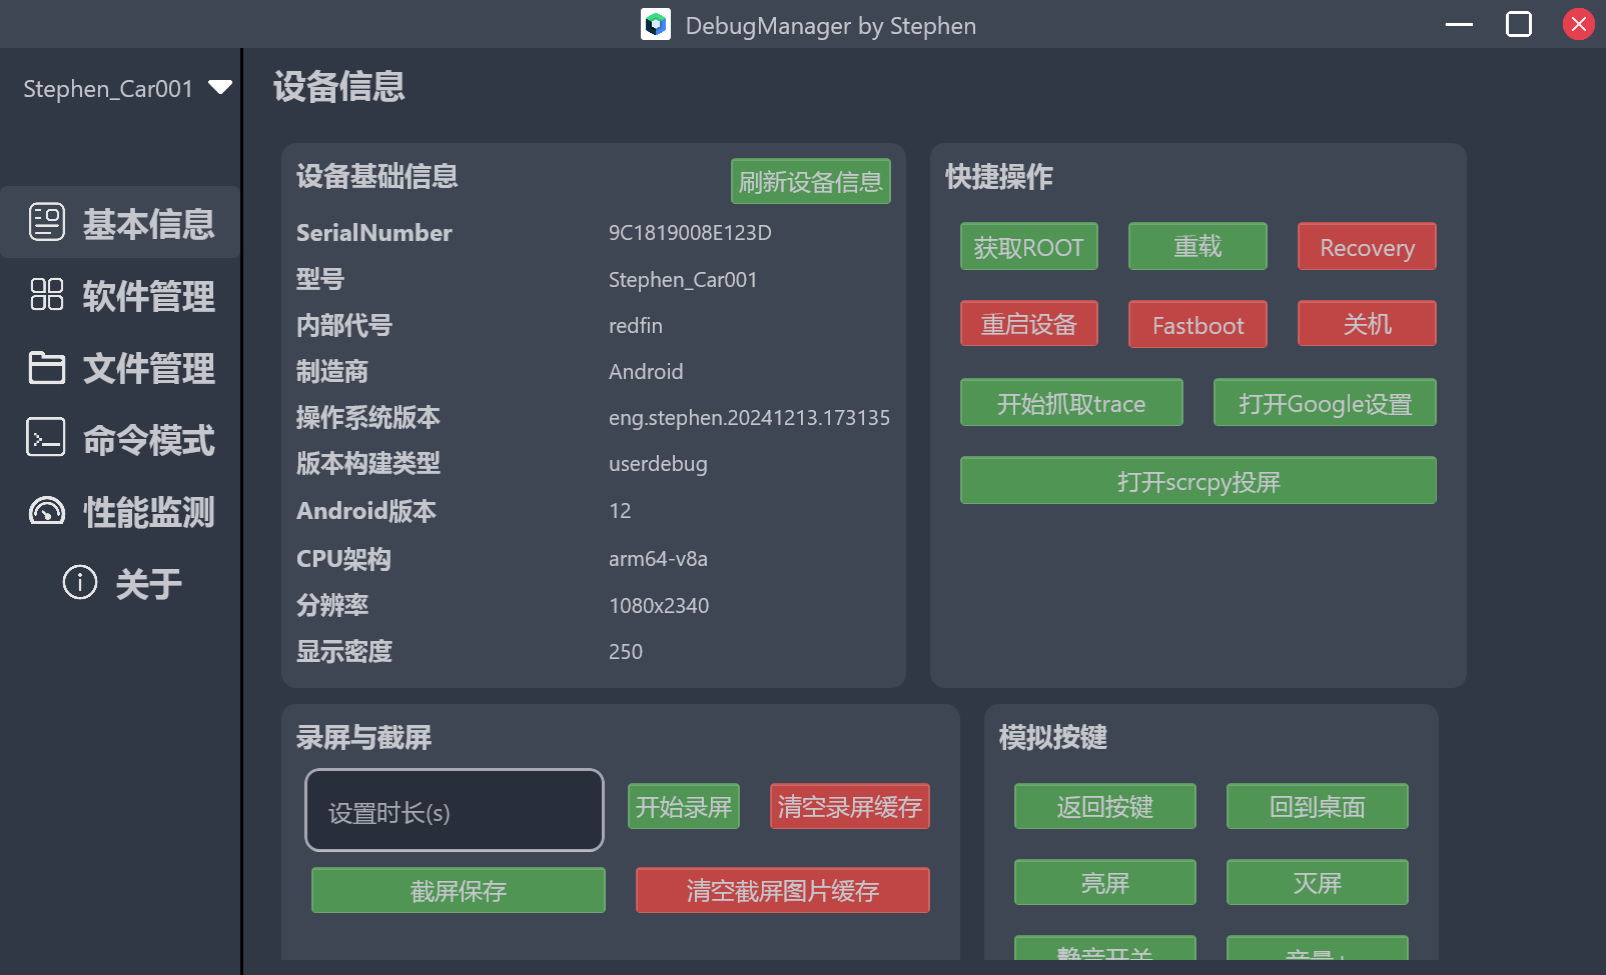 DebugManager by Stephen
Stephen_Car001
基本信息
软件管理
文件管理
命令模式
性能监测
关于
设备信息
设备基础信息
刷新设备信息
SerialNumber 9C1819008E123D
型号 Stephen_Car001
内部代号 redfin
制造商 Android
操作系统版本 eng.stephen.20241213.173135
版本构建类型 userdebug
Android版本 12
CPU架构 arm64-v8a
分辨率 1080x2340
显示密度 250
快捷操作
获取ROOT 重载 Recovery
重启设备 Fastboot 关机
开始抓取trace 打开Google设置
打开scrcpy投屏
录屏与截屏
设置时长(s) 开始录屏 清空录屏缓存
截屏保存 清空截屏图片缓存
模拟按键
返回按键 回到桌面
亮屏 灭屏
静音开关 音量+